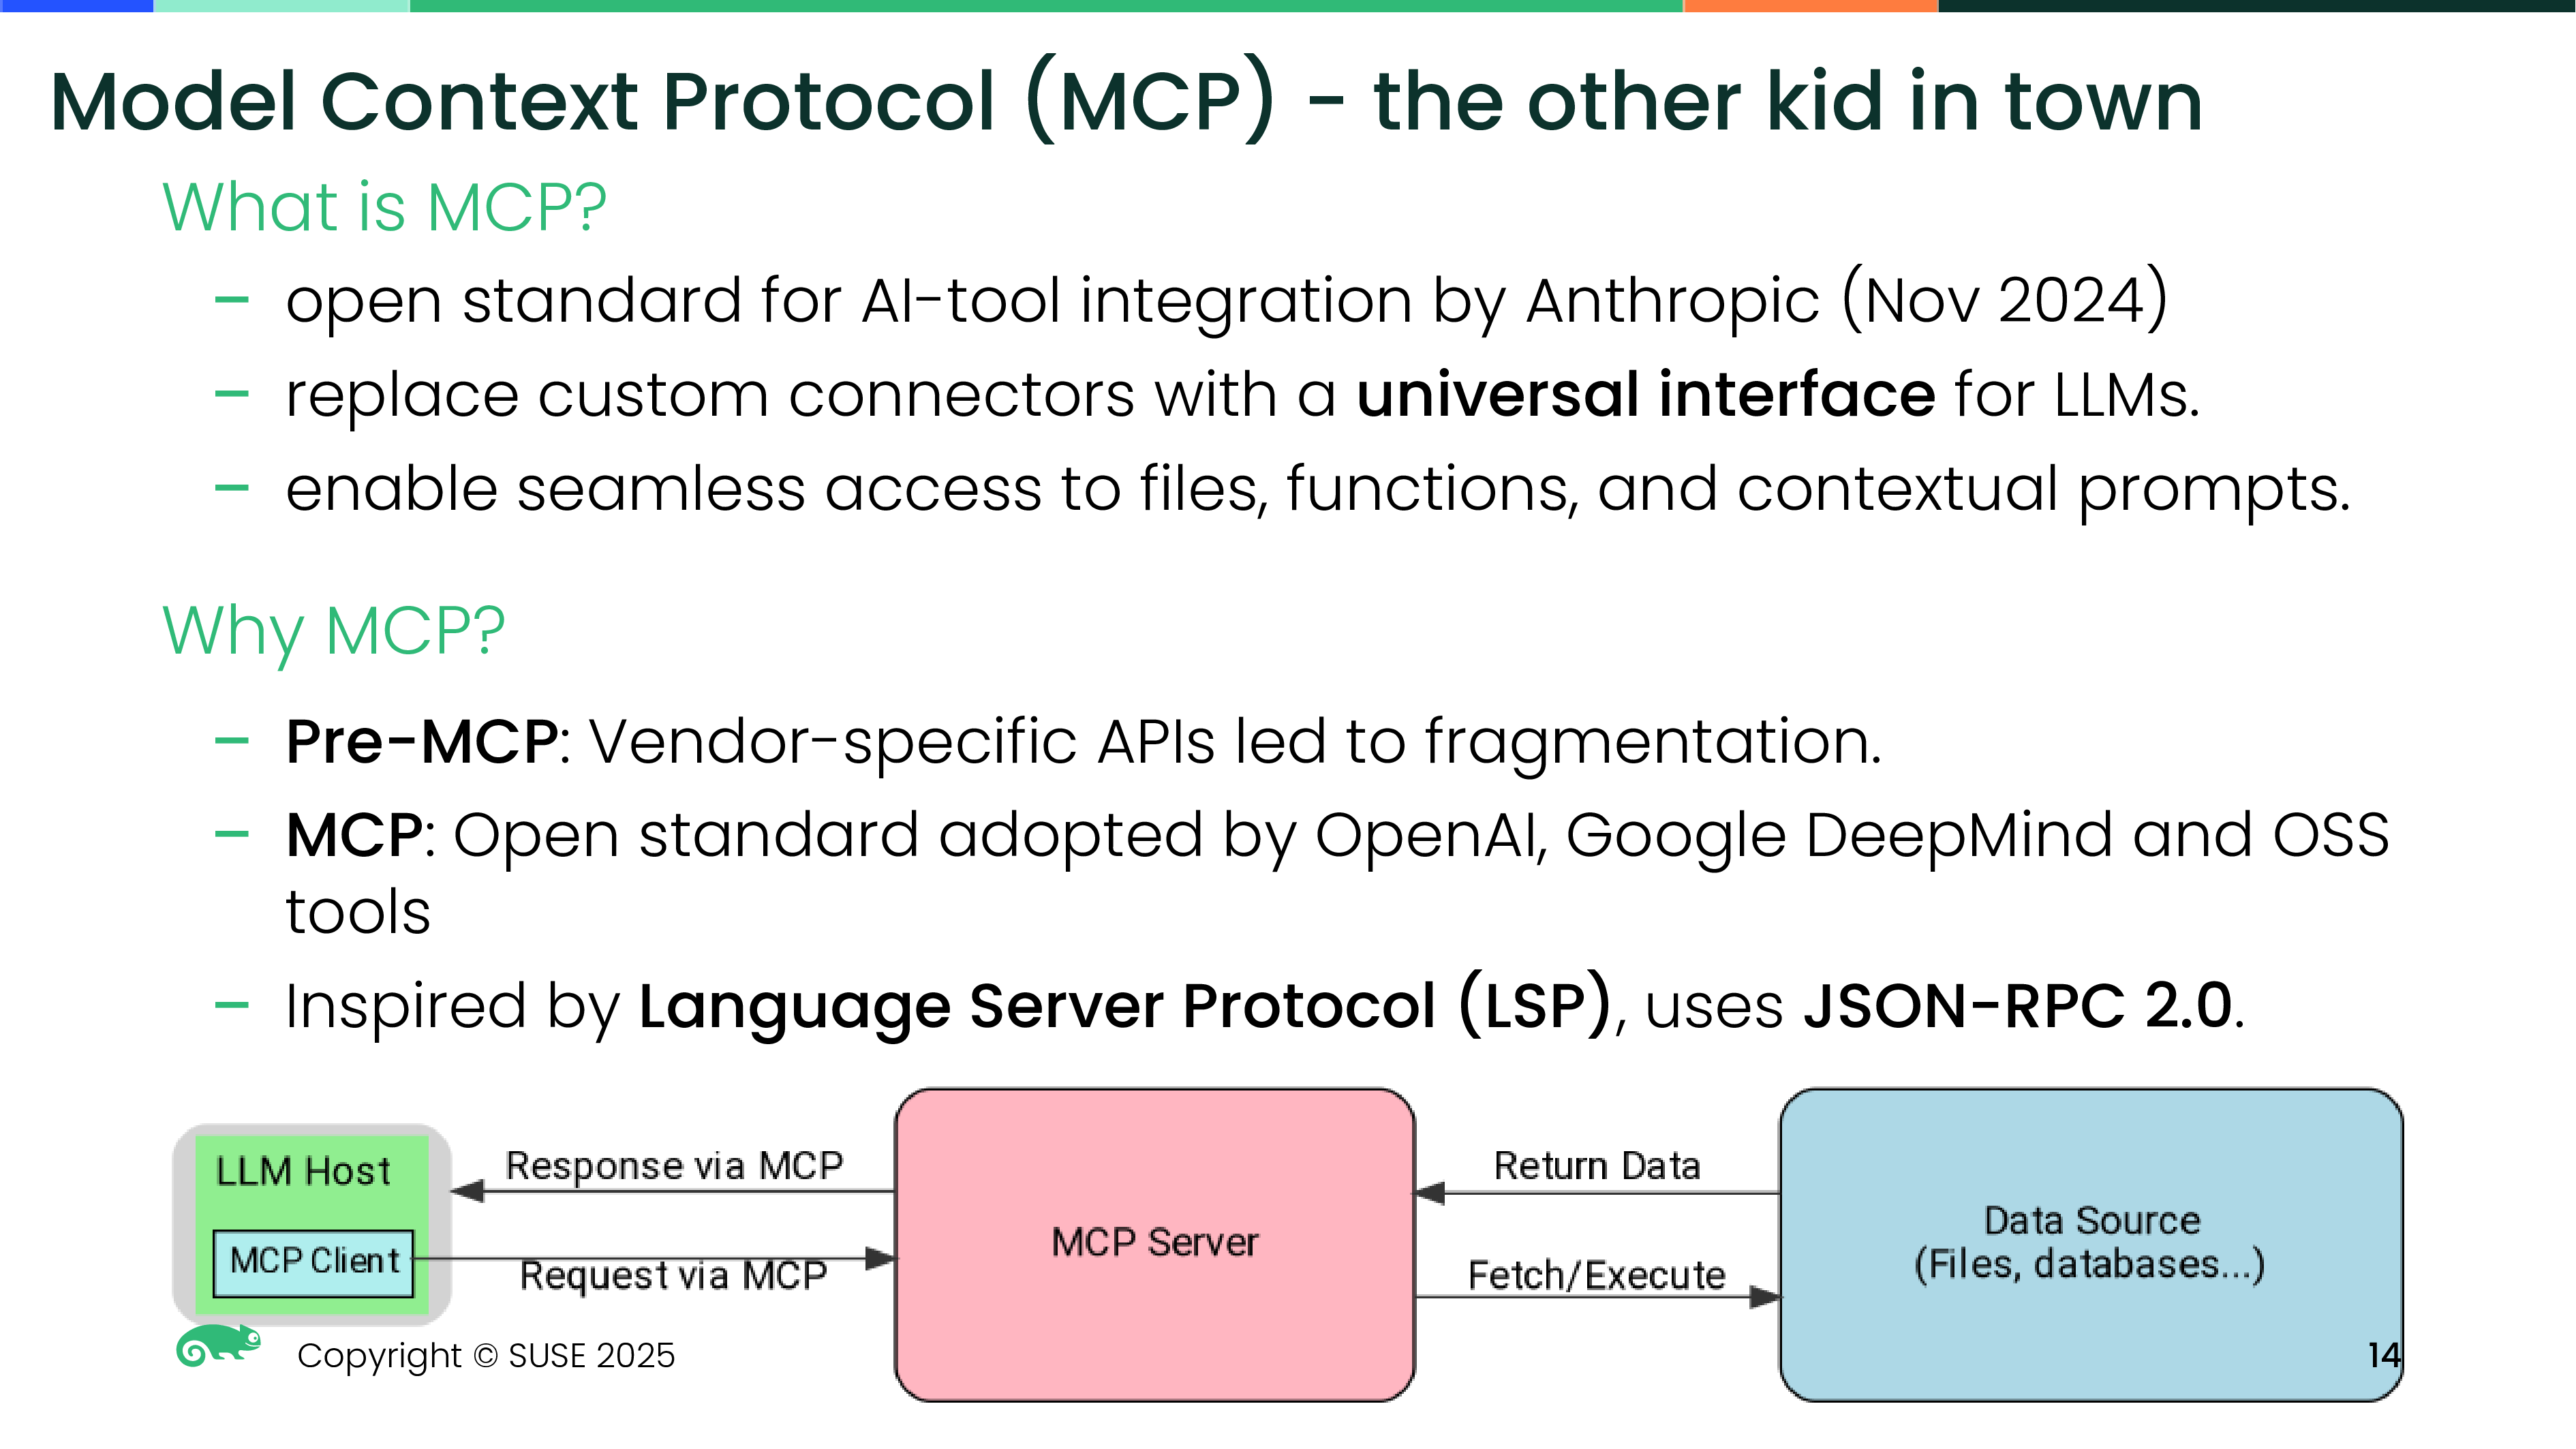 Model Context Protocol (MCP) - the other kid in town
What is MCP?
– open standard for AI-tool integration by Anthropic (Nov 2024)
– replace custom connectors with a universal interface for LLMs.
– enable seamless access to files, functions, and contextual prompts.
Why MCP?
– Pre-MCP: Vendor-specific APIs led to fragmentation.
– MCP: Open standard adopted by OpenAI, Google DeepMind and OSS
tools
– Inspired by Language Server Protocol (LSP), uses JSON-RPC 2.0.
LLM Host
MCP Client
Response via MCP
Request via MCP
MCP Server
Return Data
Fetch/Execute
Data Source
(Files, databases...)
Copyright © SUSE 2025
14